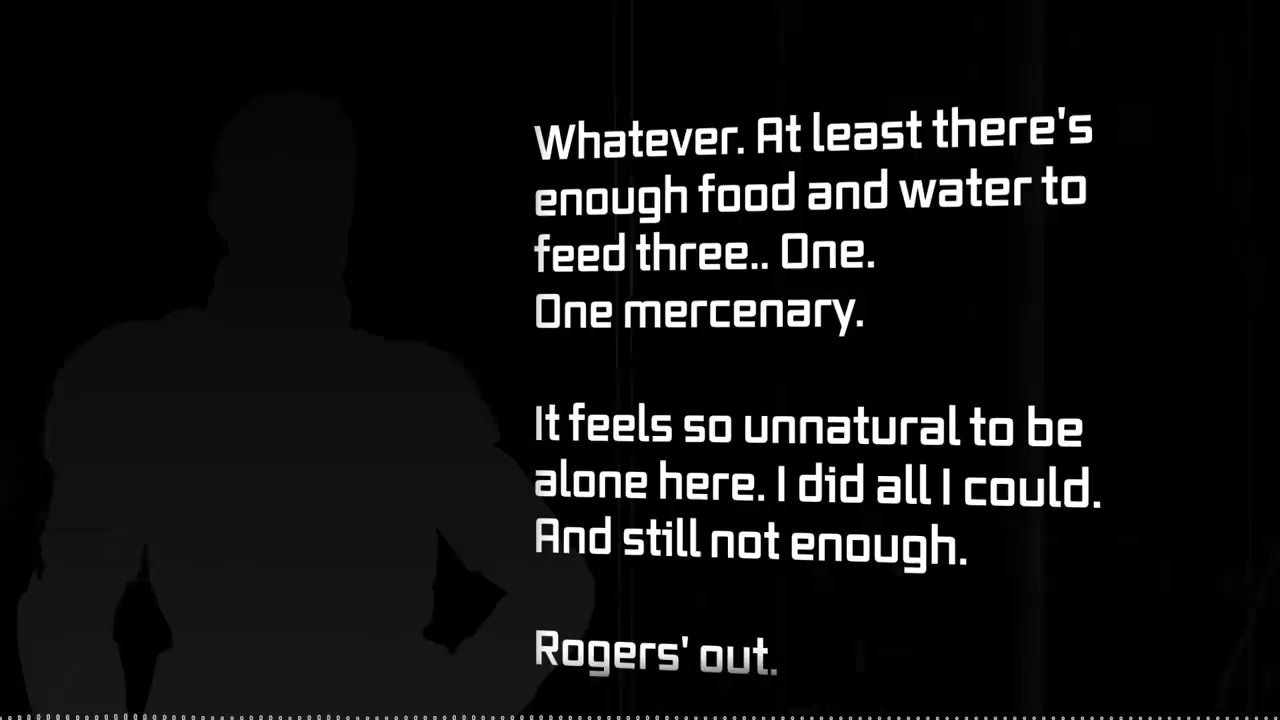 Whatever. At least there's
enough food and water to
feed three.. One.
One mercenary.
It feels so unnatural to be
alone here. I did all I could.
And still not enough.
Rogers' out.